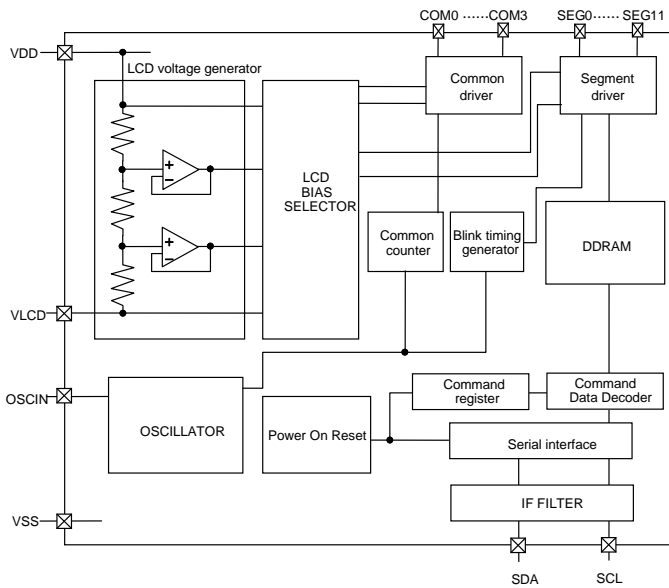 COM0 ······ COM3
SEG0 ······ SEG11
VDD
LCD voltage generator
Common
driver
Segment
driver
+
−
LCD
BIAS
SELECTOR
+
−
Common
counter
Blink timing
generator
DDRAM
VLCD
OSCIN
OSCILLATOR
Power On Reset
Command
register
Command
Data Decoder
Serial interface
IF FILTER
VSS
SDA
SCL